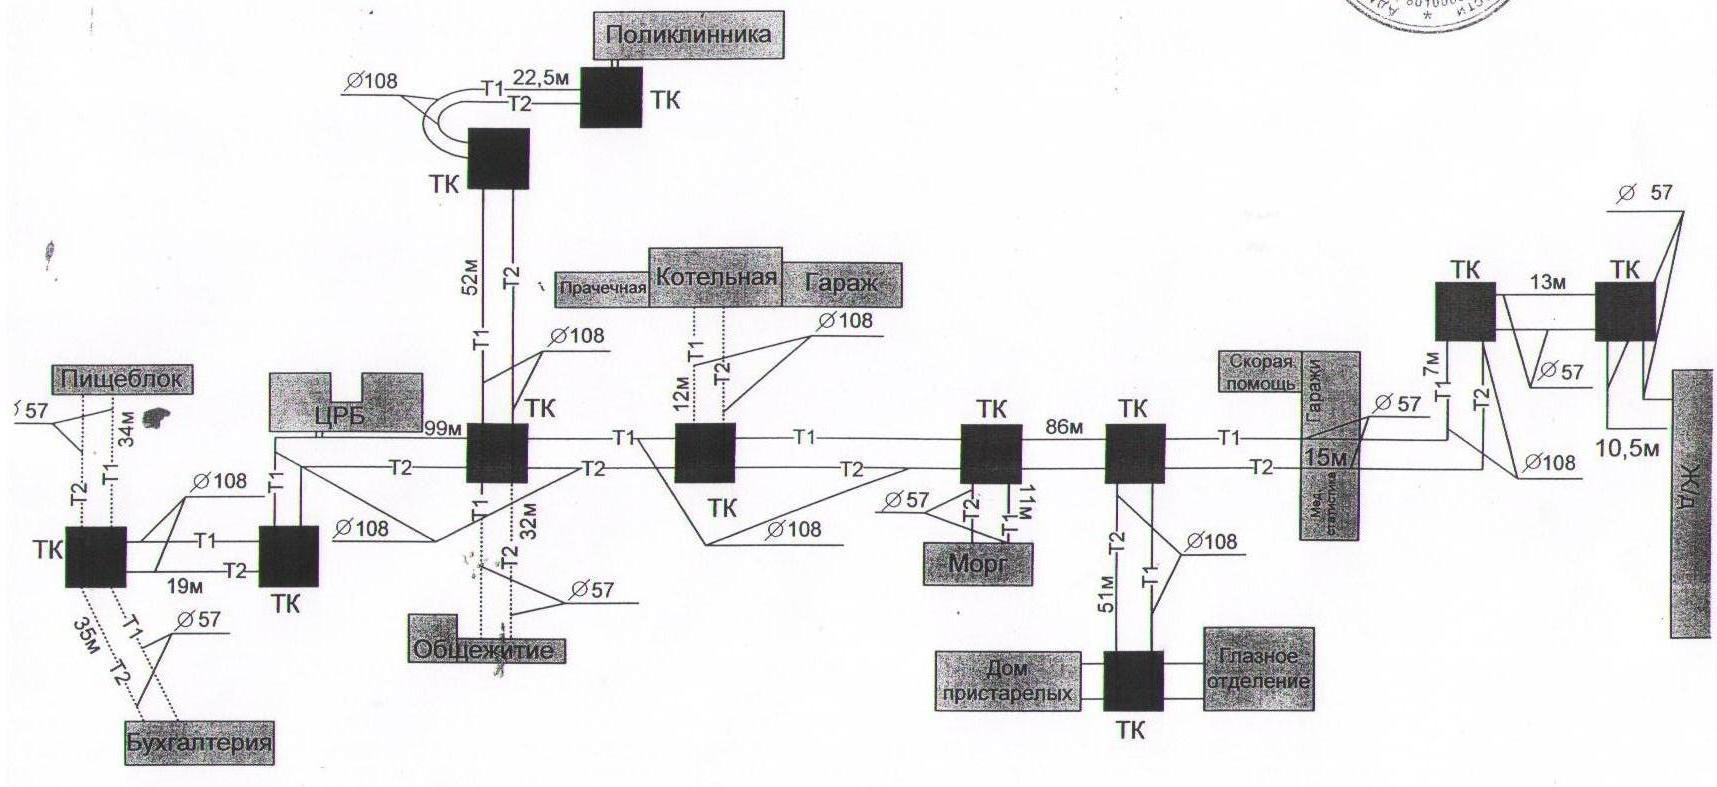 Поликлинника
∅108
Т1
22,5м
Т2
ТК
ТК
∅ 57
52м
Т2
Т1
∅108
Прачечная
Котельная
Гараж
Т1
Т2
12м
∅108
ТК
13м
ТК
7м
Т1
Т2
∅57
∅108
10,5м
Ж/д
Пищеблок
57
34м
Т2
Т1
ЦРБ
99м
ТК
Т1
Т2
Т1
Т2
∅108
Т1
Т2
ТК
∅108
ТК
86м
ТК
Т1
Т2
Скорая
помощь
Гаражи
15м
Мед.
статистика
∅57
∅108
Т1
ТК
Т1
Т2
19м
ТК
Т1
Т2
32м
∅57
Общежитие
∅57
Т2
Т1
11м
Морг
Т2
Т1
51м
∅108
Дом
пристарелых
Глазное
отделение
ТК
35м
Т1
Т2
∅57
Бухгалтерия